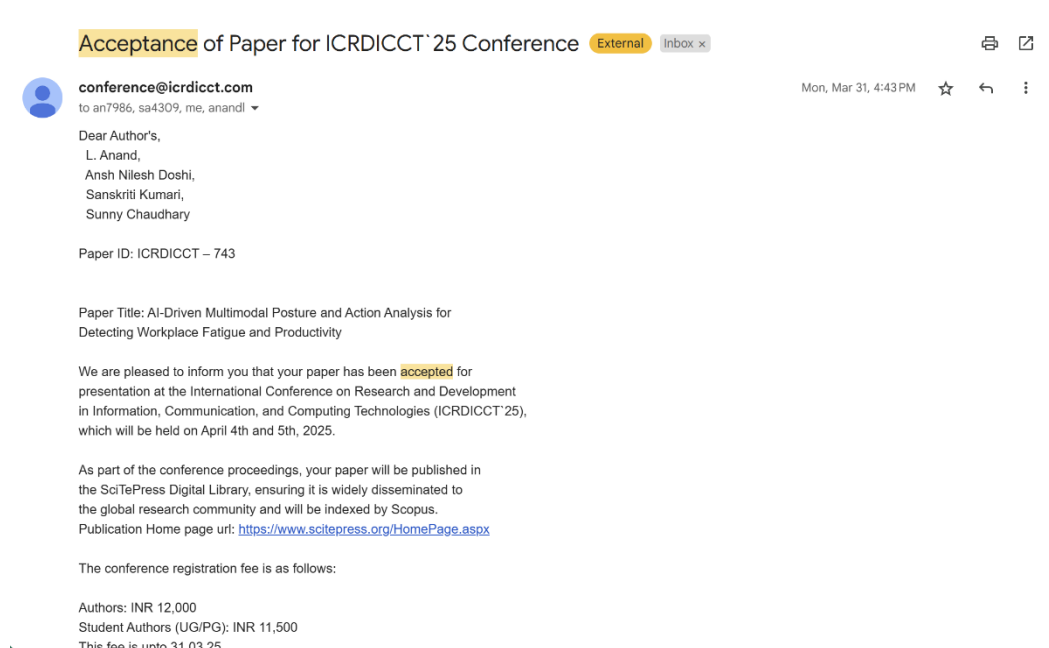 Acceptance of Paper for ICRDICCT`25 Conference External Inbox ×
conference@icrdicct.com Mon, Mar 31, 4:43 PM
to an7986, sa4309, me, anandl
Dear Author's,
L. Anand,
Ansh Nilesh Doshi,
Sanskriti Kumari,
Sunny Chaudhary
Paper ID: ICRDICCT – 743
Paper Title: AI-Driven Multimodal Posture and Action Analysis for
Detecting Workplace Fatigue and Productivity
We are pleased to inform you that your paper has been accepted for
presentation at the International Conference on Research and Development
in Information, Communication, and Computing Technologies (ICRDICCT`25),
which will be held on April 4th and 5th, 2025.
As part of the conference proceedings, your paper will be published in
the SciTePress Digital Library, ensuring it is widely disseminated to
the global research community and will be indexed by Scopus.
Publication Home page url: https://www.scitepress.org/HomePage.aspx
The conference registration fee is as follows:
Authors: INR 12,000
Student Authors (UG/PG): INR 11,500
This fee is upto 31.03.25